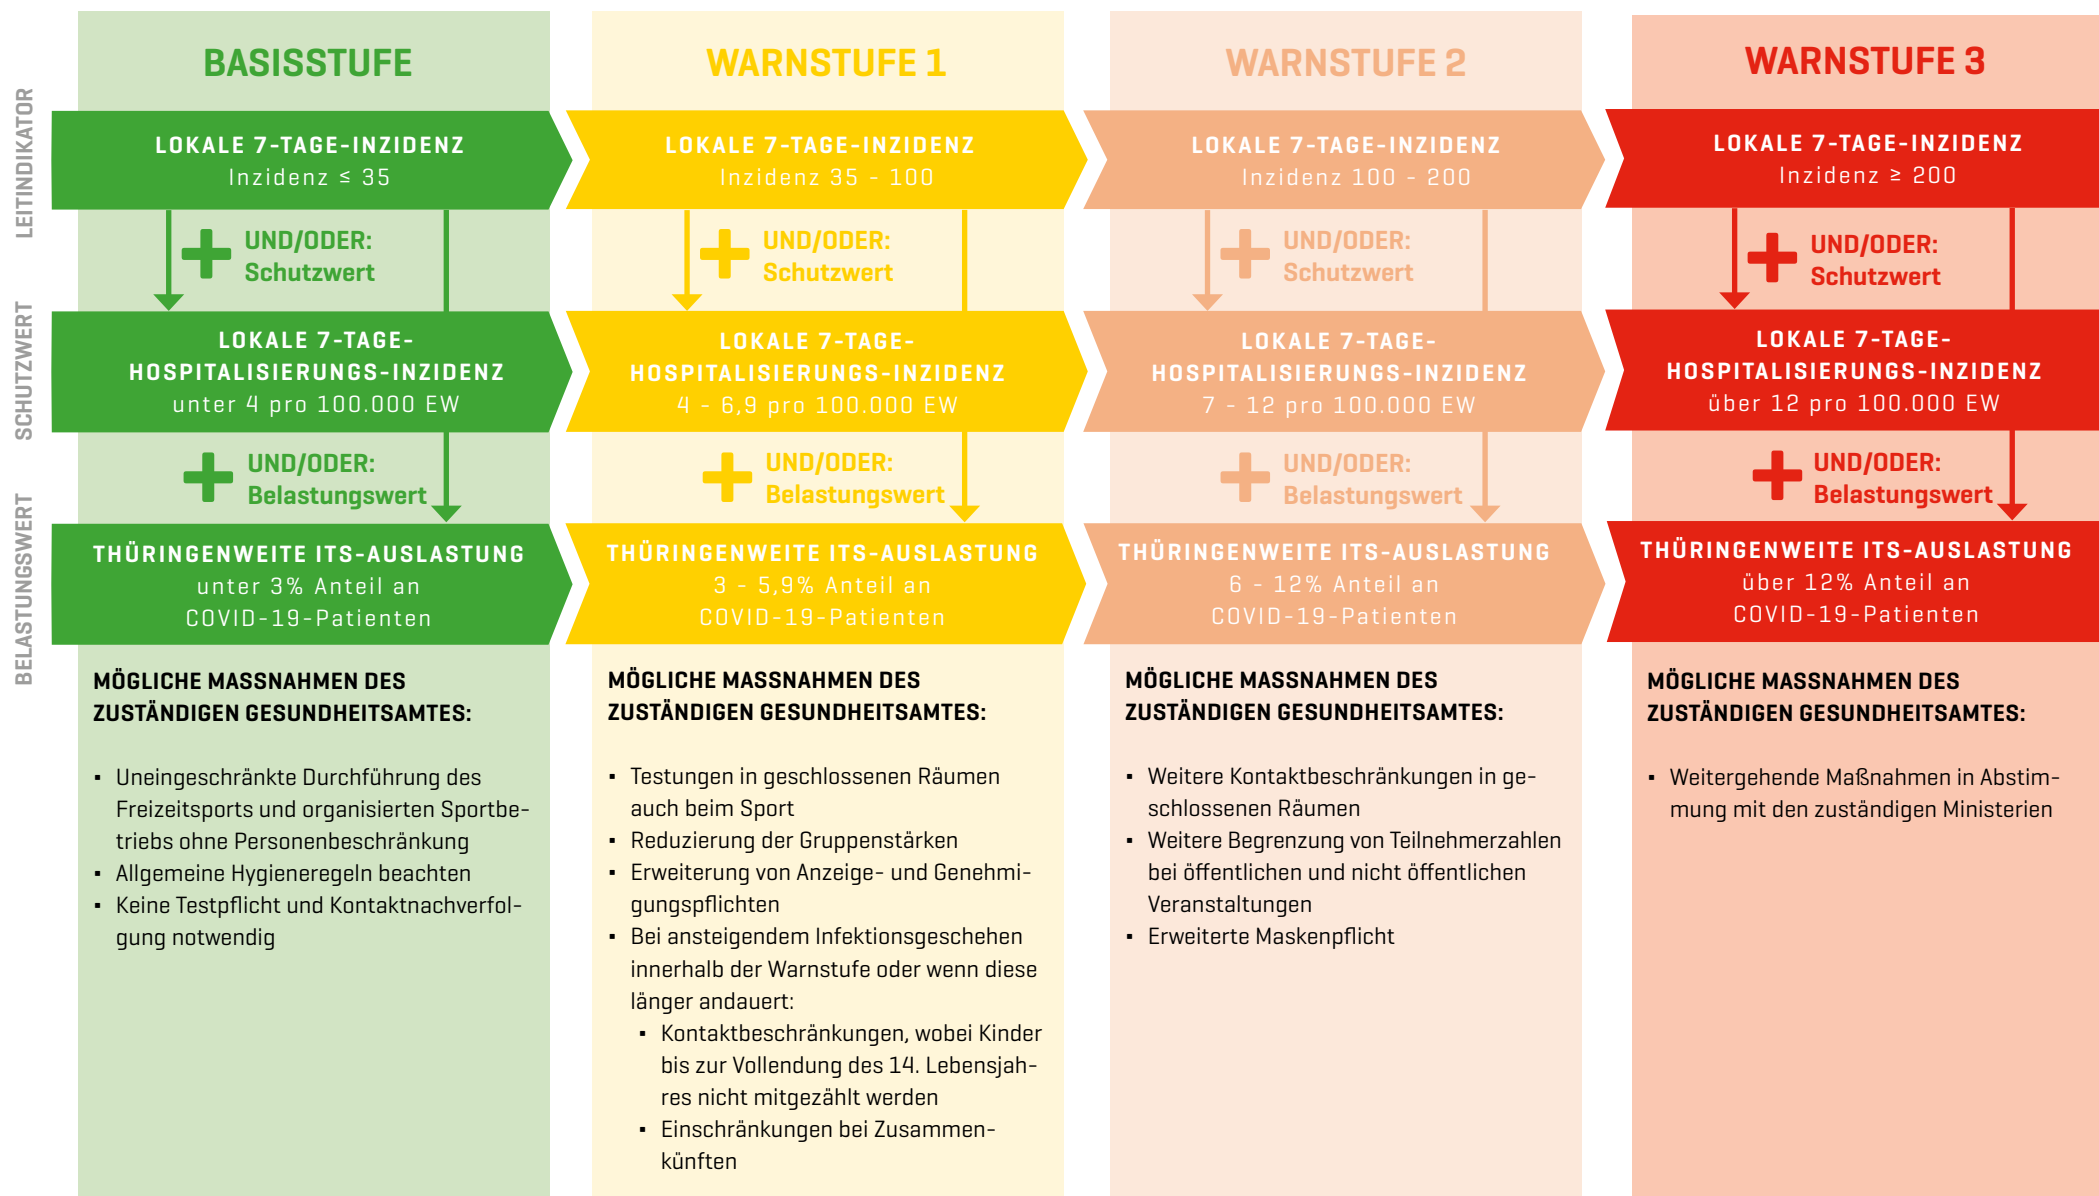 LEITINDIKATOR
SCHUTZWERT
BELASTUNGSWERT
BASISSTUFE
LOKALE 7-TAGE-INZIDENZ
Inzidenz ≤ 35
UND/ODER:
Schutzwert
LOKALE 7-TAGE-
HOSPITALISIERUNGS-INZIDENZ
unter 4 pro 100.000 EW
UND/ODER:
Belastungswert
THÜRINGENWEITE ITS-AUSLASTUNG
unter 3% Anteil an
COVID-19-Patienten
MÖGLICHE MASSNAHMEN DES
ZUSTÄNDIGEN GESUNDHEITSAMTES:
▪ Uneingeschränkte Durchführung des
Freizeitsports und organisierten Sportbe-
triebs ohne Personenbeschränkung
▪ Allgemeine Hygieneregeln beachten
▪ Keine Testpflicht und Kontaktnachverfol-
gung notwendig
WARNSTUFE 1
LOKALE 7-TAGE-INZIDENZ
Inzidenz 35 - 100
UND/ODER:
Schutzwert
LOKALE 7-TAGE-
HOSPITALISIERUNGS-INZIDENZ
4 - 6,9 pro 100.000 EW
UND/ODER:
Belastungswert
THÜRINGENWEITE ITS-AUSLASTUNG
3 - 5,9% Anteil an
COVID-19-Patienten
MÖGLICHE MASSNAHMEN DES
ZUSTÄNDIGEN GESUNDHEITSAMTES:
▪ Testungen in geschlossenen Räumen
auch beim Sport
▪ Reduzierung der Gruppenstärken
▪ Erweiterung von Anzeige- und Genehmi-
gungspflichten
▪ Bei ansteigendem Infektionsgeschehen
innerhalb der Warnstufe oder wenn diese
länger andauert:
▪ Kontaktbeschränkungen, wobei Kinder
bis zur Vollendung des 14. Lebensjah-
res nicht mitgezählt werden
▪ Einschränkungen bei Zusammen-
künften
WARNSTUFE 2
LOKALE 7-TAGE-INZIDENZ
Inzidenz 100 - 200
UND/ODER:
Schutzwert
LOKALE 7-TAGE-
HOSPITALISIERUNGS-INZIDENZ
7 - 12 pro 100.000 EW
UND/ODER:
Belastungswert
THÜRINGENWEITE ITS-AUSLASTUNG
6 - 12% Anteil an
COVID-19-Patienten
MÖGLICHE MASSNAHMEN DES
ZUSTÄNDIGEN GESUNDHEITSAMTES:
▪ Weitere Kontaktbeschränkungen in ge-
schlossenen Räumen
▪ Weitere Begrenzung von Teilnehmerzahlen
bei öffentlichen und nicht öffentlichen
Veranstaltungen
▪ Erweiterte Maskenpflicht
WARNSTUFE 3
LOKALE 7-TAGE-INZIDENZ
Inzidenz ≥ 200
UND/ODER:
Schutzwert
LOKALE 7-TAGE-
HOSPITALISIERUNGS-INZIDENZ
über 12 pro 100.000 EW
UND/ODER:
Belastungswert
THÜRINGENWEITE ITS-AUSLASTUNG
über 12% Anteil an
COVID-19-Patienten
MÖGLICHE MASSNAHMEN DES
ZUSTÄNDIGEN GESUNDHEITSAMTES:
▪ Weitergehende Maßnahmen in Abstim-
mung mit den zuständigen Ministerien